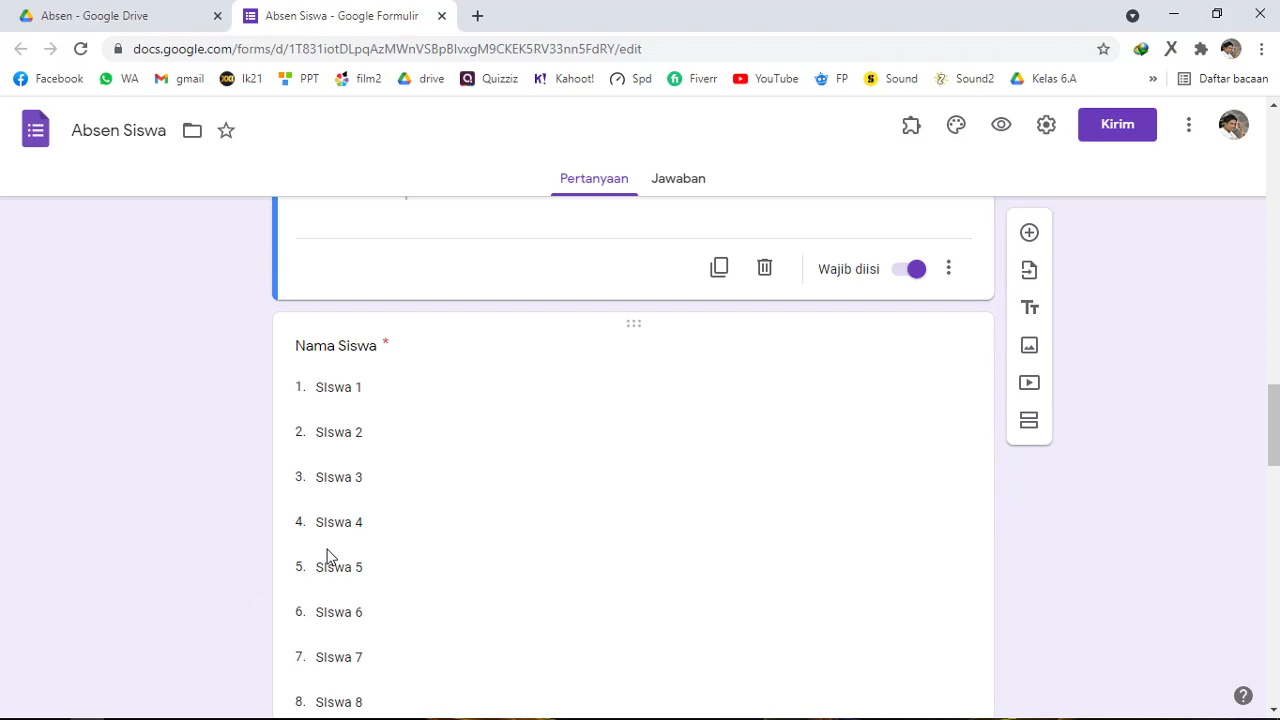 Absen - Google Drive
Absen Siswa - Google Formulir
docs.google.com/forms/d/1T831iotDLpqAzMWnVSBpBlvxgM9CKEK5RV33nn5FdRY/edit
Facebook
WA
gmail
lk21
PPT
film2
drive
Quizziz
Kahoot!
Spd
Fiverr
YouTube
FP
Sound
Sound2
Kelas 6.A
Daftar bacaan
Absen Siswa
Kirim
Pertanyaan
Jawaban
Wajib diisi
Nama Siswa *
1. SIswa 1
2. SIswa 2
3. SIswa 3
4. SIswa 4
5. SIswa 5
6. SIswa 6
7. SIswa 7
8. SIswa 8